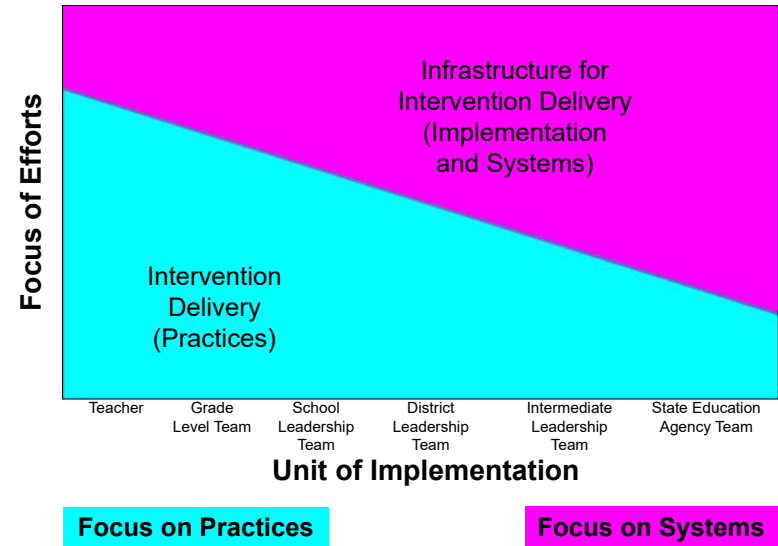 Infrastructure for
Intervention Delivery
(Implementation
and Systems)
Focus of Efforts
Intervention
Delivery
(Practices)
Teacher
Grade
Level Team
School
Leadership
Team
District
Leadership
Team
Intermediate
Leadership
Team
State Education
Agency Team
Unit of Implementation
Focus on Practices
Focus on Systems